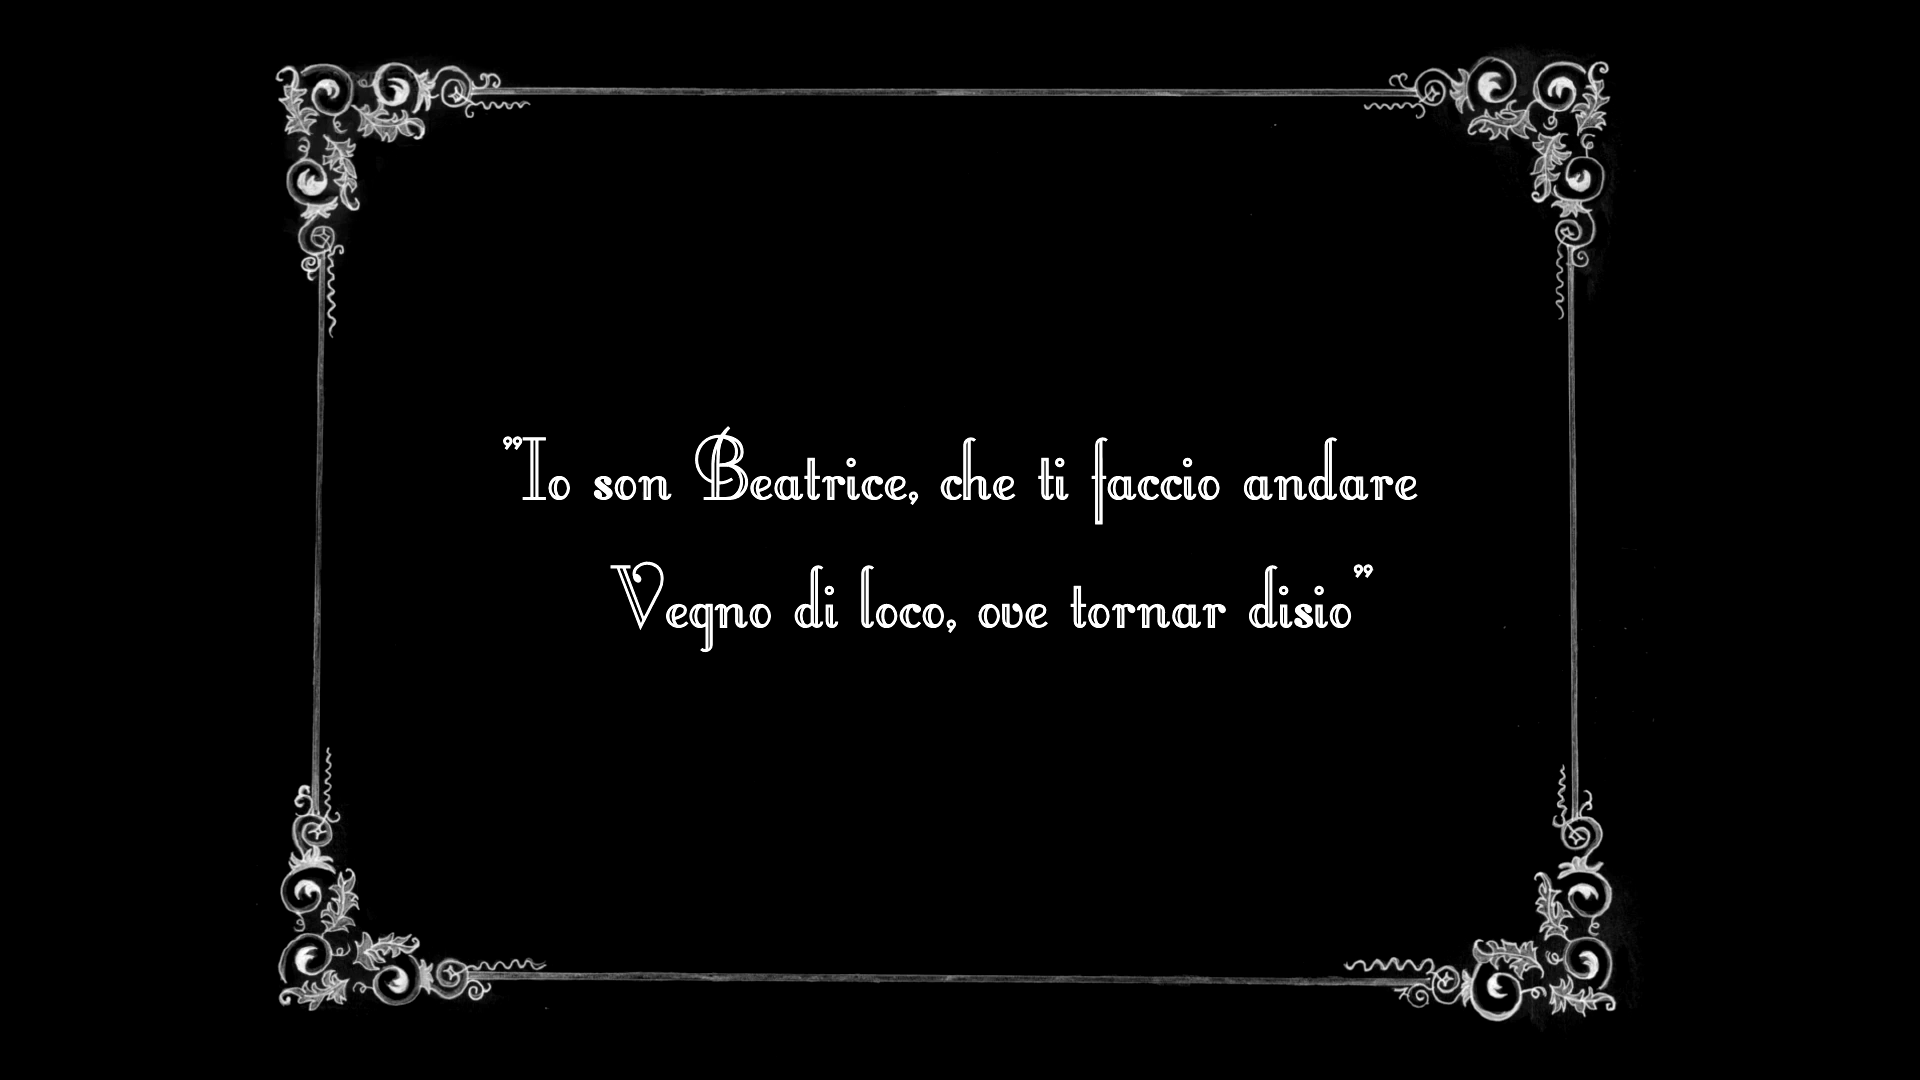 "Io son Beatrice, che ti faccio andare
Vegno di loco, ove tornar disio"